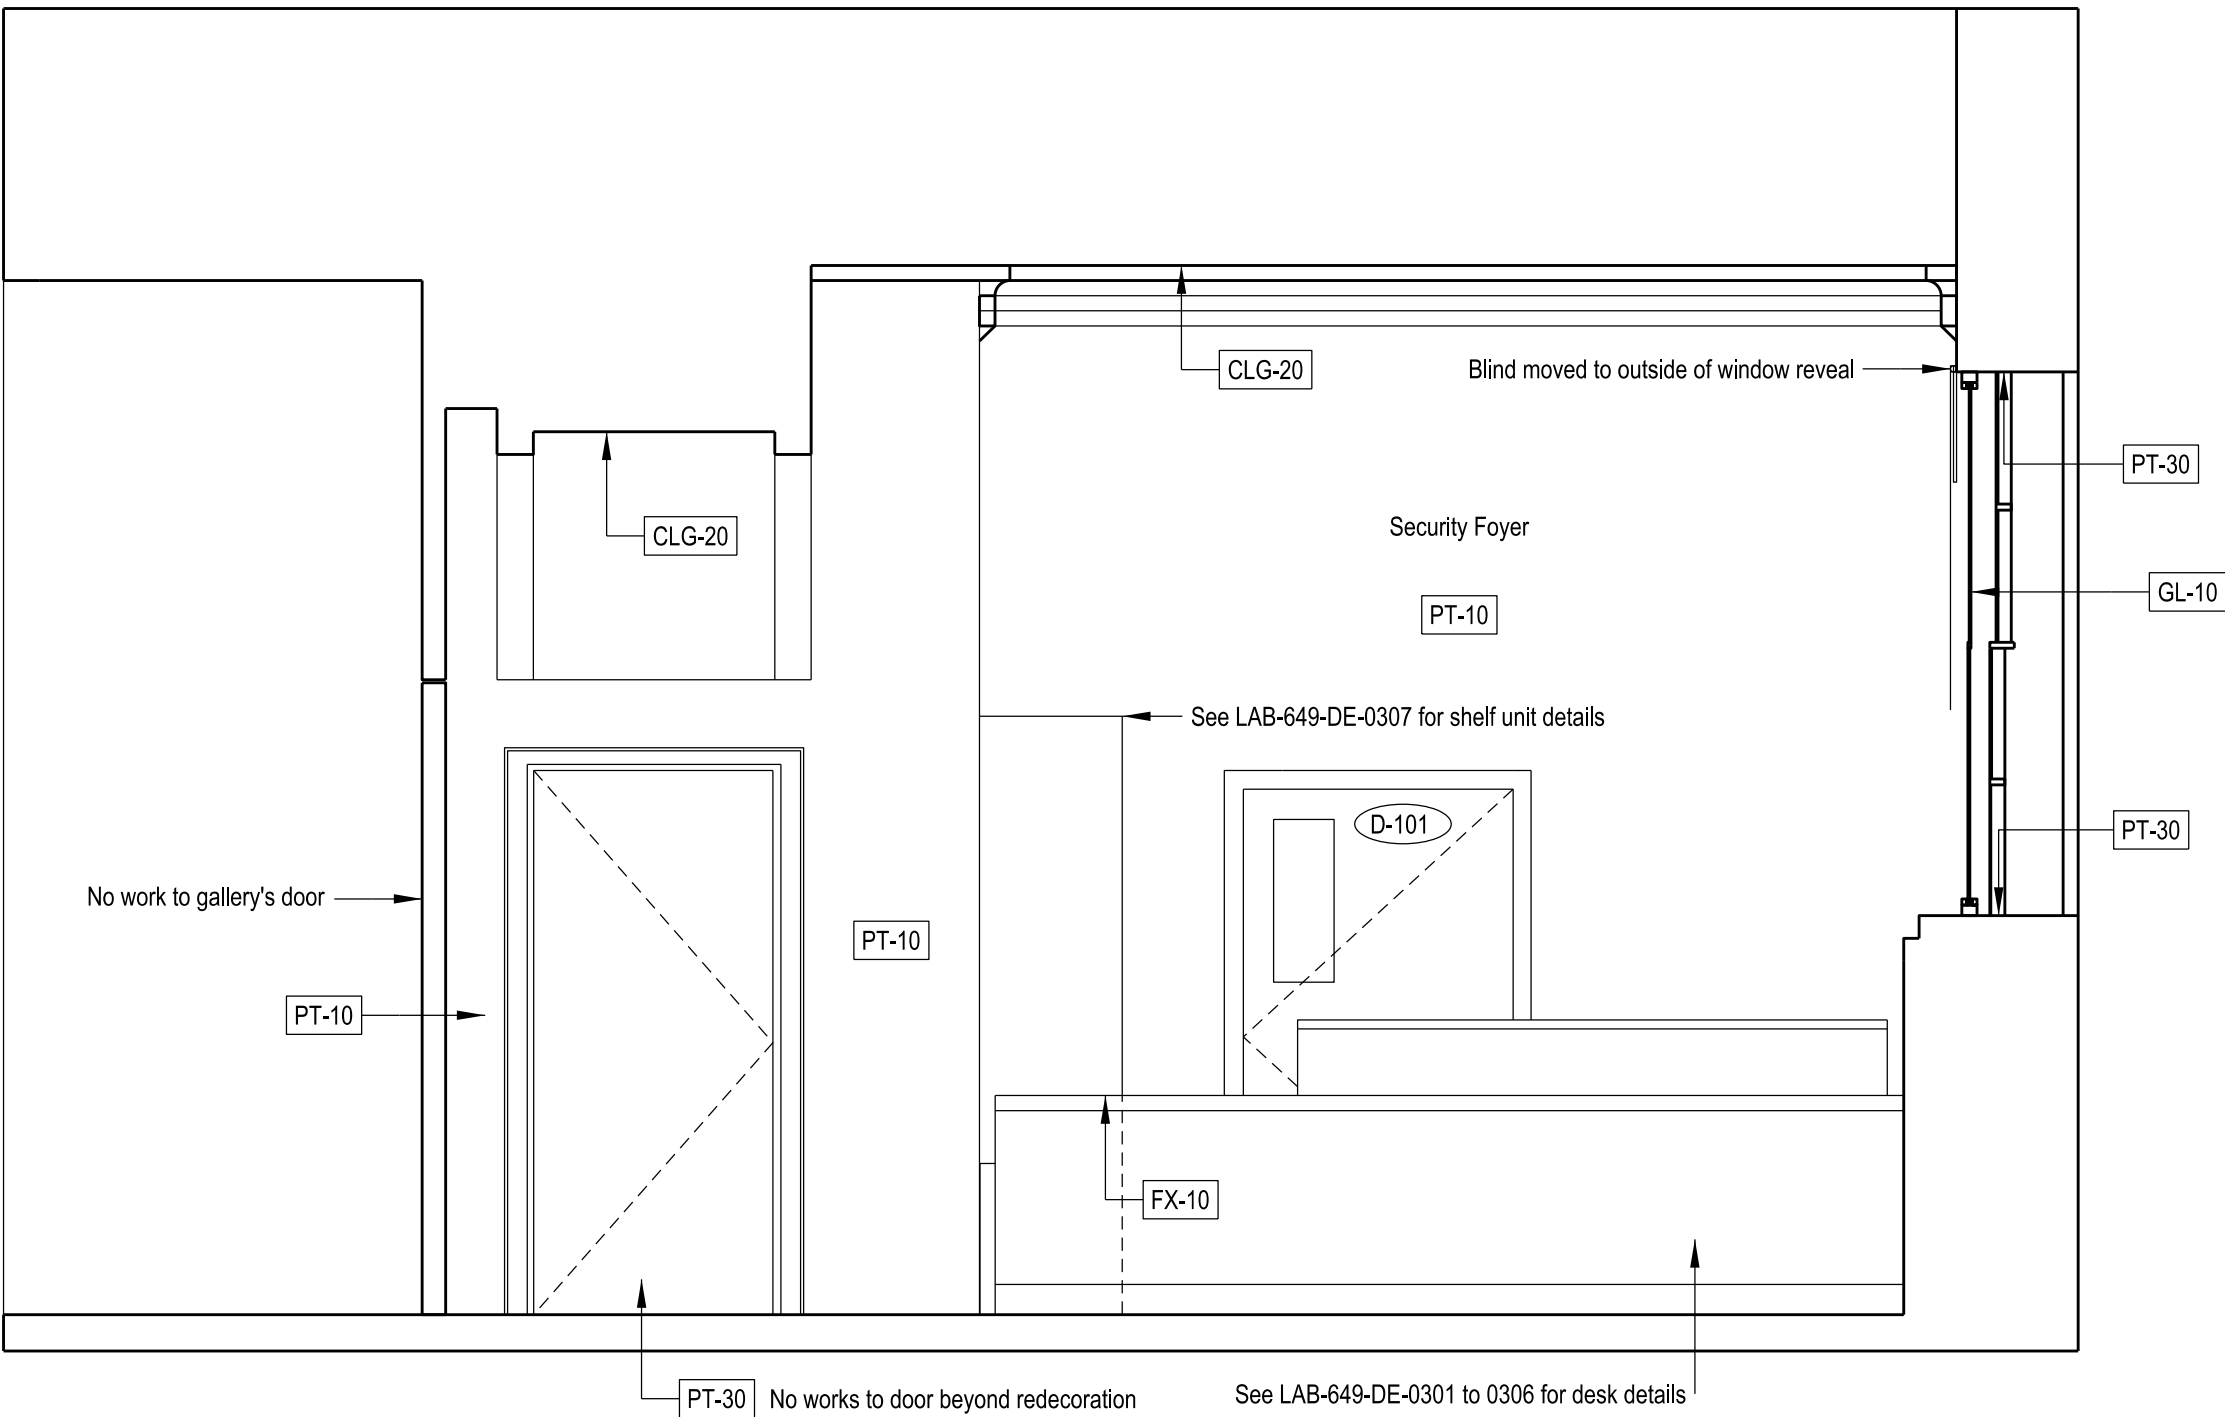 CLG-20
Blind moved to outside of window reveal
PT-30
CLG-20
Security Foyer
GL-10
PT-10
See LAB-649-DE-0307 for shelf unit details
D-101
PT-30
No work to gallery's door
PT-10
PT-10
FX-10
PT-30 No works to door beyond redecoration
See LAB-649-DE-0301 to 0306 for desk details